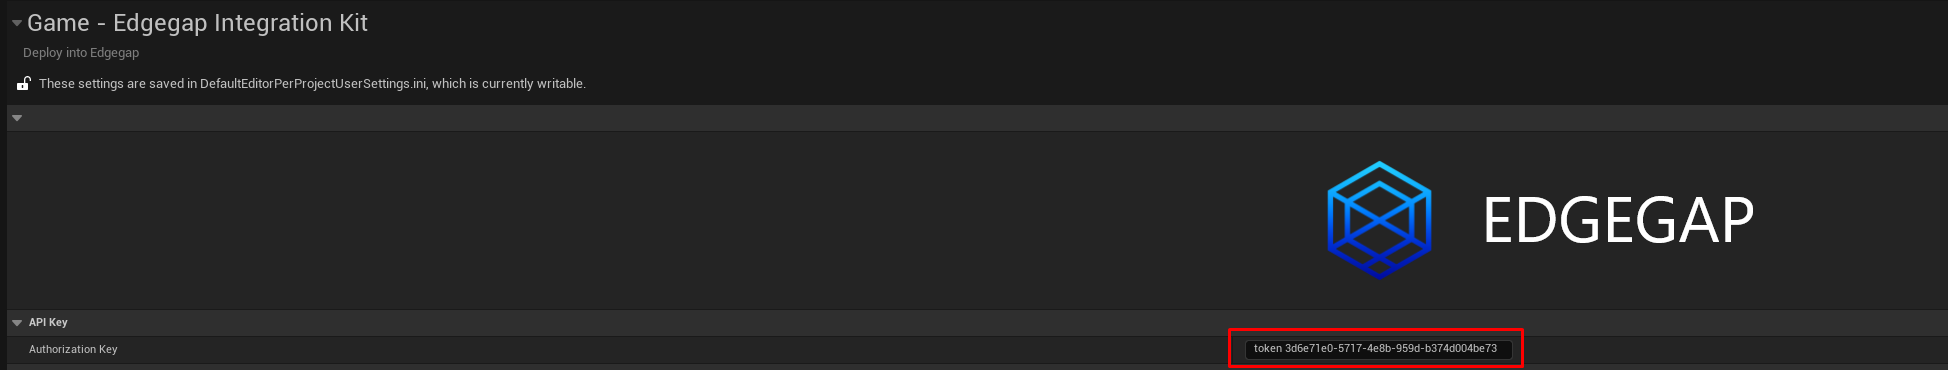 Game - Edgegap Integration Kit
Deploy into Edgegap
These settings are saved in DefaultEditorPerProjectUserSettings.ini, which is currently writable.
EDGEGAP
API Key
Authorization Key
token 3d6e71e0-5717-4e8b-959d-b374d004be73